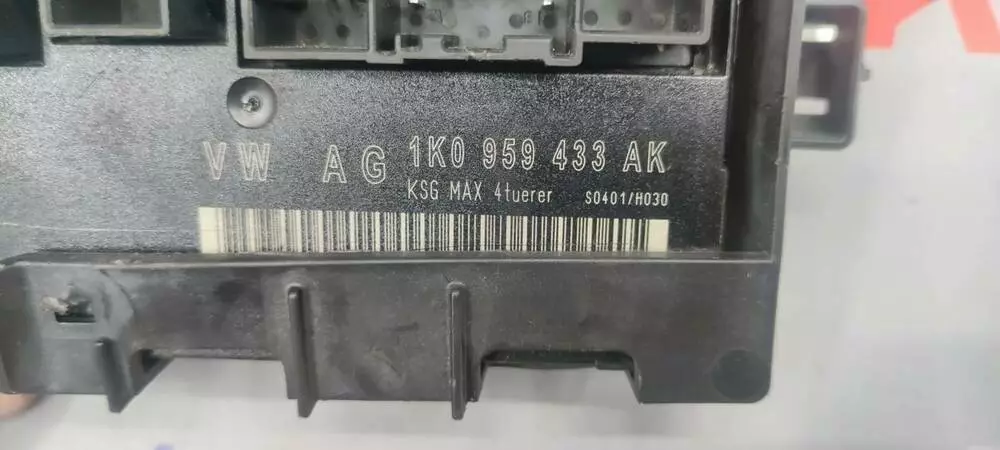 VW AG 1K0 959 433 AK
KSG MAX 4tuerer S0401/H030